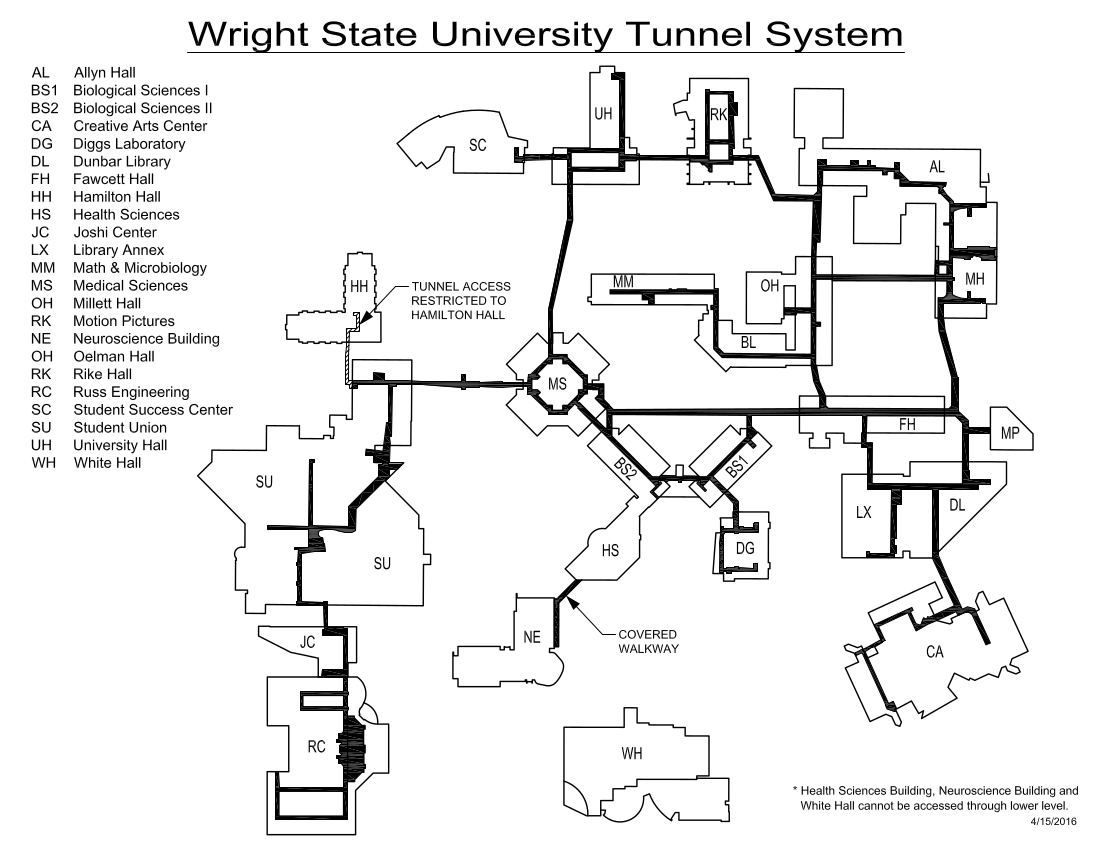 Wright State University Tunnel System
AL Allyn Hall
BS1 Biological Sciences I
BS2 Biological Sciences II
CA Creative Arts Center
DG Diggs Laboratory
DL Dunbar Library
FH Fawcett Hall
HH Hamilton Hall
HS Health Sciences
JC Joshi Center
LX Library Annex
MM Math & Microbiology
MS Medical Sciences
OH Millett Hall
RK Motion Pictures
NE Neuroscience Building
OH Oelman Hall
RK Rike Hall
RC Russ Engineering
SC Student Success Center
SU Student Union
UH University Hall
WH White Hall
UH
RK
SC
AL
HH
TUNNEL ACCESS
RESTRICTED TO
HAMILTON HALL
MM
OH
MH
BL
MS
FH
MP
BS2
BS1
SU
LX
DL
HS
DG
SU
NE
COVERED
WALKWAY
JC
CA
RC
WH
* Health Sciences Building, Neuroscience Building and
White Hall cannot be accessed through lower level.
4/15/2016